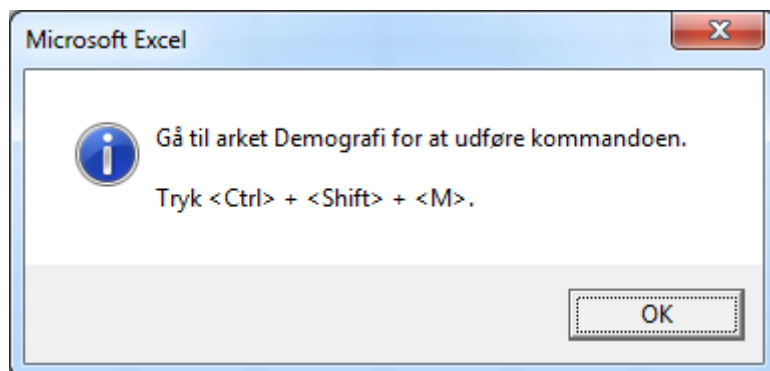 Microsoft Excel
Gå til arket Demografi for at udføre kommandoen.
Tryk <Ctrl> + <Shift> + <M>.
OK